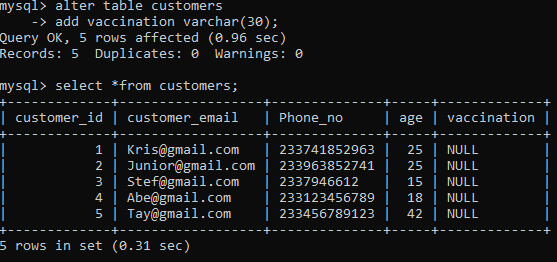 mysql> alter table customers
    -> add vaccination varchar(30);
Query OK, 5 rows affected (0.96 sec)
Records: 5  Duplicates: 0  Warnings: 0

mysql> select *from customers;
+-------------+------------------+--------------+-----+-------------+
| customer_id | customer_email   | Phone_no     | age | vaccination |
+-------------+------------------+--------------+-----+-------------+
|           1 | Kris@gmail.com   | 233741852963 |  25 | NULL        |
|           2 | Junior@gmail.com | 233963852741 |  25 | NULL        |
|           3 | Stef@gmail.com   | 2337946612   |  15 | NULL        |
|           4 | Abe@gmail.com    | 233123456789 |  18 | NULL        |
|           5 | Tay@gmail.com    | 233456789123 |  42 | NULL        |
+-------------+------------------+--------------+-----+-------------+
5 rows in set (0.31 sec)